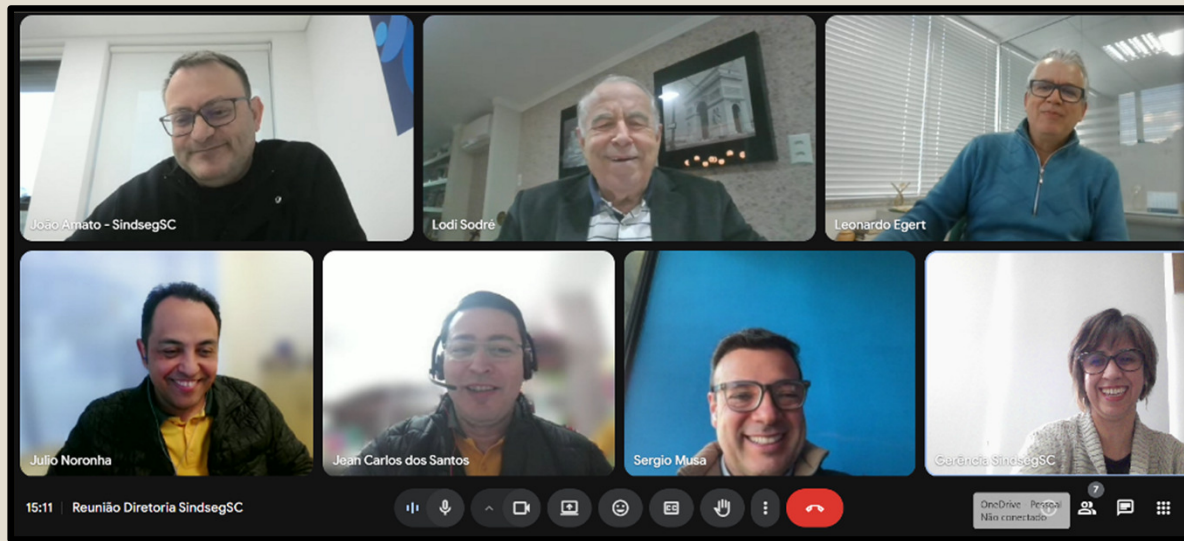 João Amato - SindsegSC
Lodi Sodré
Leonardo Egert
Julio Noronha
Jean Carlos dos Santos
Sergio Musa
Gerência SindsegSC
15:11 | Reunião Diretoria SindsegSC
CC
7
OneDrive - Pessoal
Não conectado